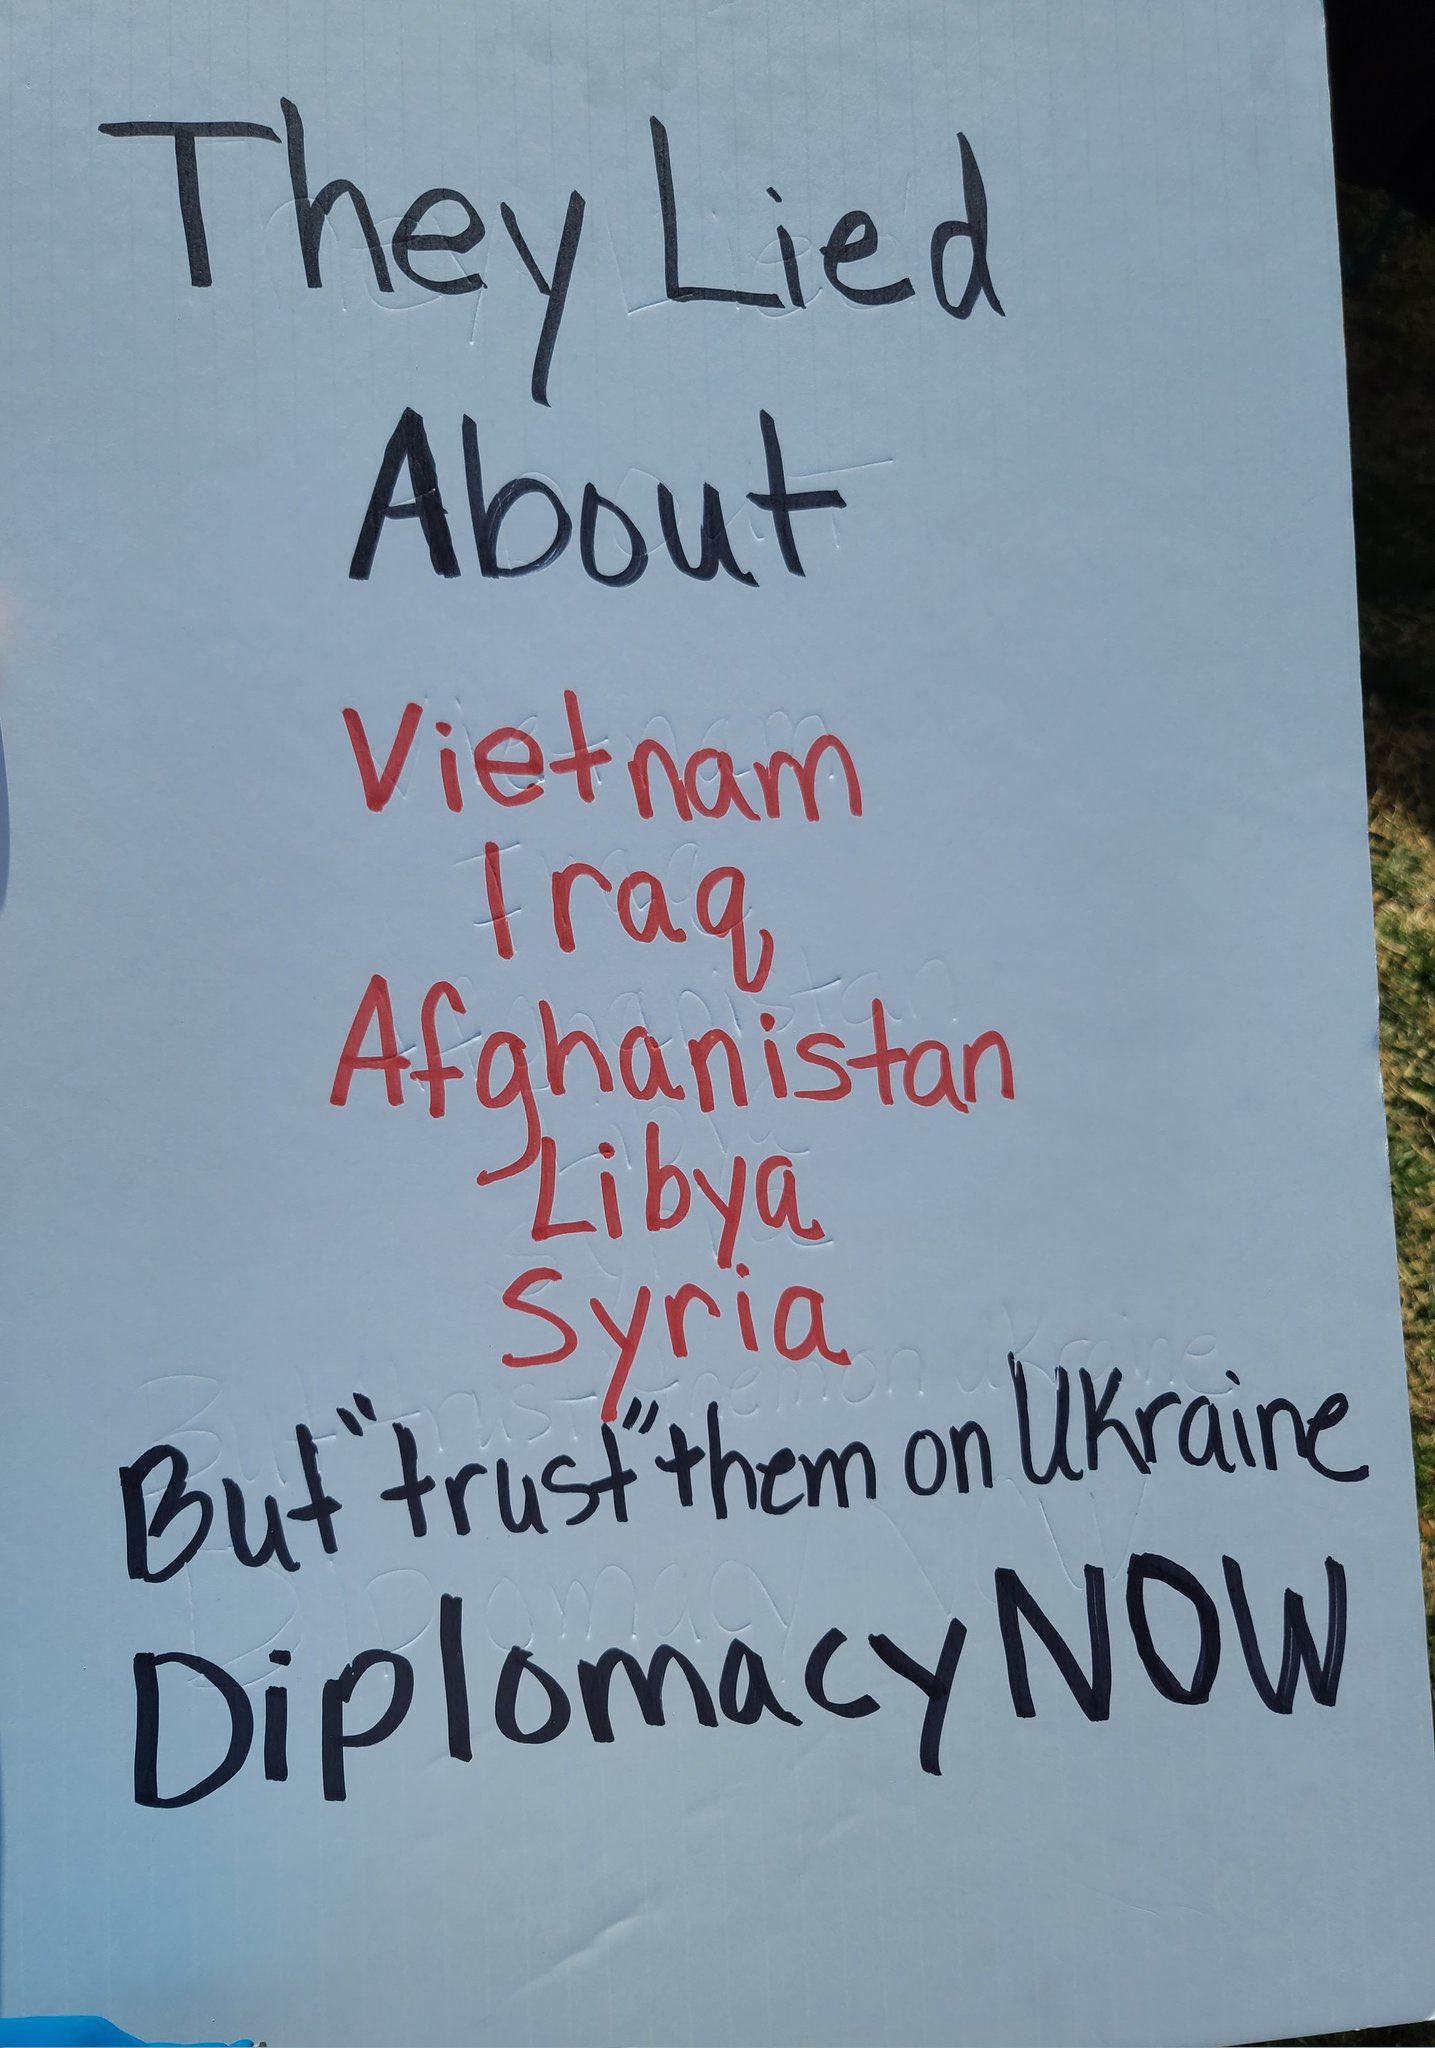 They Lied
About
Vietnam
Iraq
Afghanistan
Libya
Syria
But "trust" them on UKraine
Diplomacy NOW